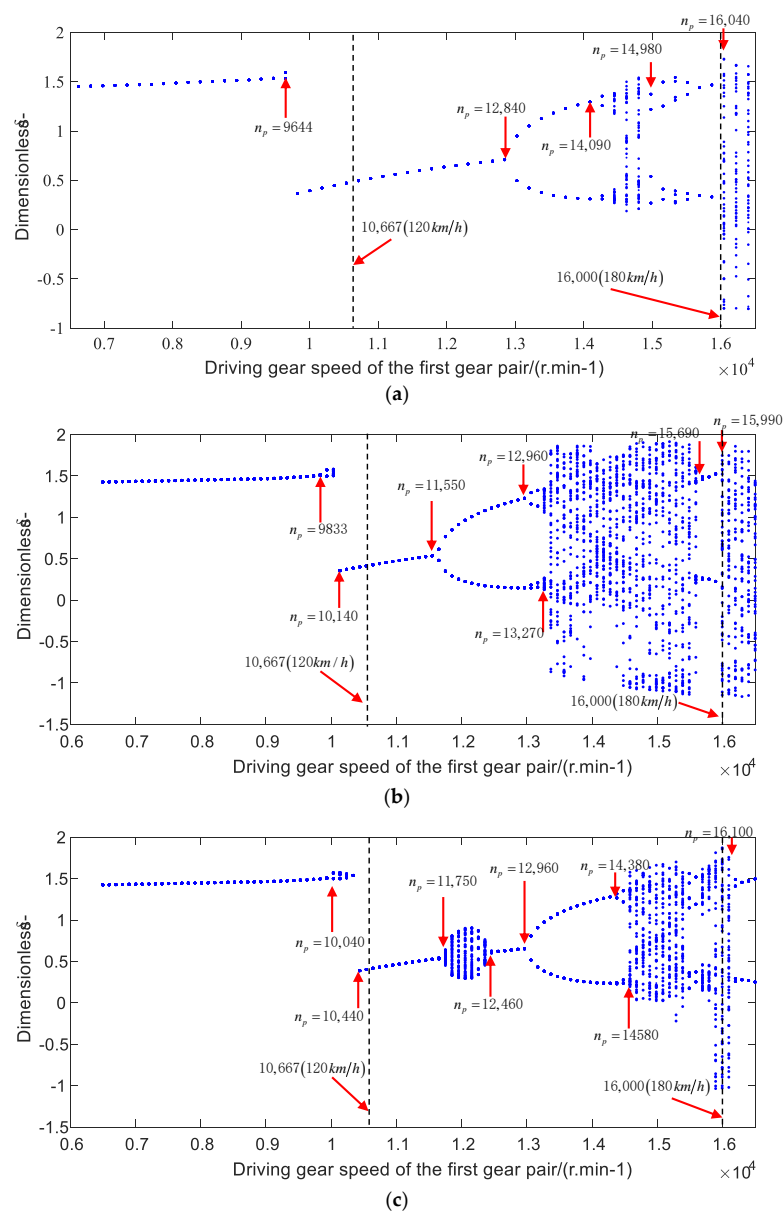 n_p = 16,040
2
n_p = 14,980
1.5
n_p = 12,840
n_p = 9644
n_p = 14,090
1
0.5
10,667(120km/h)
0
16,000(180km/h)
-0.5
-1
0.7 0.8 0.9 1 1.1 1.2 1.3 1.4 1.5 1.6
×10^4
Dimensionless-
Driving gear speed of the first gear pair/(r.min-1)
(a)
n_p = 15,690 n_p = 15,990
2
n_p = 12,960
n_p = 11,550
1.5
n_p = 9833
1
0.5
n_p = 10,140
0
n_p = 13,270
-0.5
10,667(120km/h)
-1
16,000(180km/h)
-1.5
0.6 0.7 0.8 0.9 1 1.1 1.2 1.3 1.4 1.5 1.6
×10^4
Dimensionless-
Driving gear speed of the first gear pair/(r.min-1)
(b)
n_p = 16,100
2
n_p = 11,750 n_p = 12,960 n_p = 14,380
1.5
n_p = 10,040
1
0.5
n_p = 10,440
n_p = 12,460
0
n_p = 14580
-0.5
10,667(120km/h)
-1
16,000(180km/h)
-1.5
0.6 0.7 0.8 0.9 1 1.1 1.2 1.3 1.4 1.5 1.6
×10^4
Dimensionless-
Driving gear speed of the first gear pair/(r.min-1)
(c)